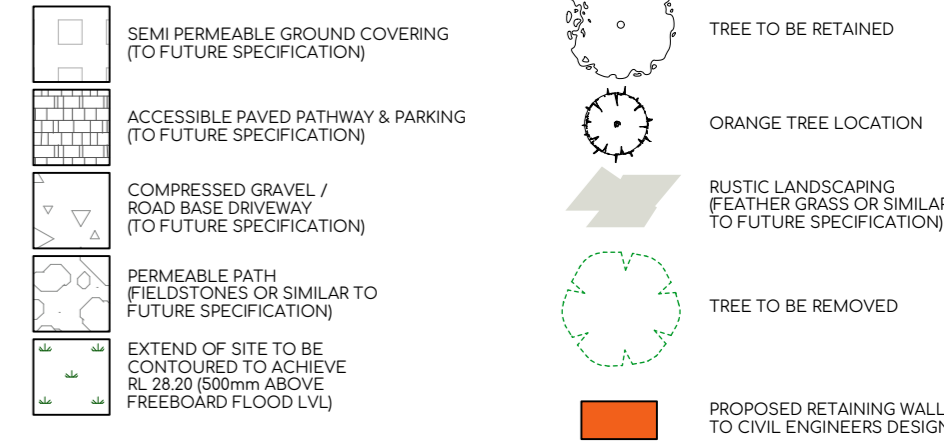 SEMI PERMEABLE GROUND COVERING
(TO FUTURE SPECIFICATION)
ACCESSIBLE PAVED PATHWAY & PARKING
(TO FUTURE SPECIFICATION)
COMPRESSED GRAVEL /
ROAD BASE DRIVEWAY
(TO FUTURE SPECIFICATION)
PERMEABLE PATH
(FIELDSTONES OR SIMILAR TO
FUTURE SPECIFICATION)
EXTEND OF SITE TO BE
CONTOURED TO ACHIEVE
RL 28.20 (500mm ABOVE
FREEBOARD FLOOD LVL)
TREE TO BE RETAINED
ORANGE TREE LOCATION
RUSTIC LANDSCAPING
(FEATHER GRASS OR SIMILAR
TO FUTURE SPECIFICATION)
TREE TO BE REMOVED
PROPOSED RETAINING WALL
TO CIVIL ENGINEERS DESIGN